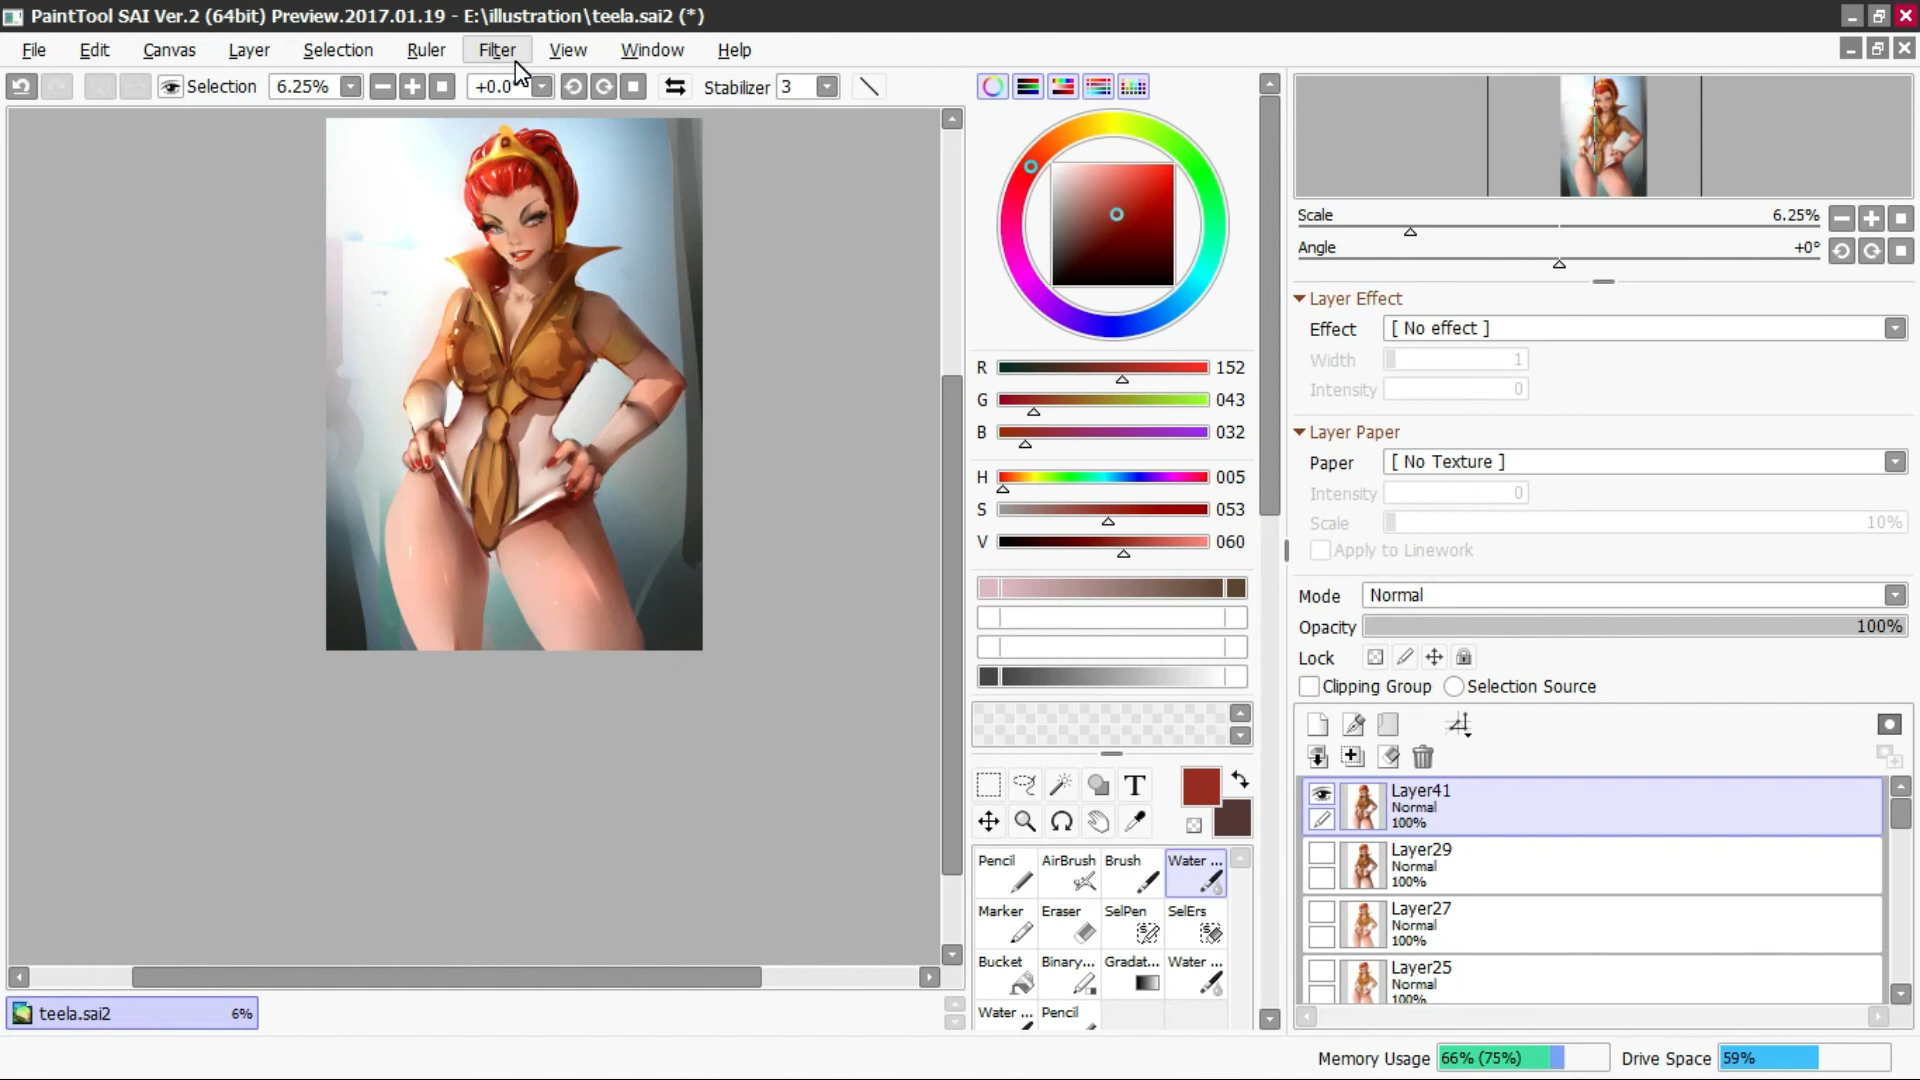 PaintTool SAI Ver.2 (64bit) Preview.2017.01.19 - E:\illustration\teela.sai2 (*)
File Edit Canvas Layer Selection Ruler Filter View Window Help
Selection 6.25% +0.0 Stabilizer 3
Scale 6.25%
Angle +0°
Layer Effect
Effect [ No effect ]
Width 1
Intensity 0
Layer Paper
Paper [ No Texture ]
Intensity 0
Scale 10%
Apply to Linework
Mode Normal
Opacity 100%
Lock
Clipping Group Selection Source
R 152
G 043
B 032
H 005
S 053
V 060
T
Pencil AirBrush Brush Water ...
Marker Eraser SelPen SelErs
Bucket Binary... Gradat... Water ...
Water ... Pencil
Layer41
Normal
100%
Layer29
Normal
100%
Layer27
Normal
100%
Layer25
Normal
100%
teela.sai2 6%
Memory Usage 66% (75%) Drive Space 59%